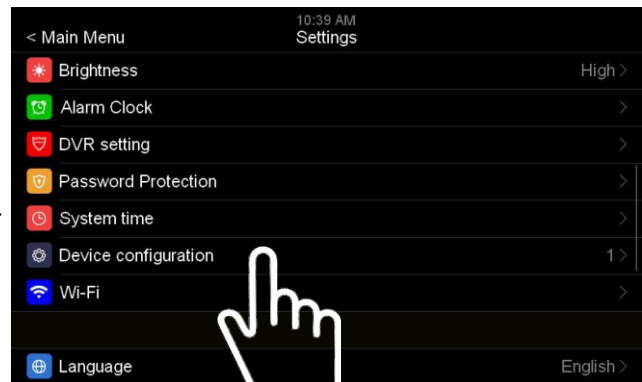 10:39 AM
< Main Menu Settings
Brightness High >
Alarm Clock >
DVR setting >
Password Protection >
System time >
Device configuration 1 >
Wi-Fi >
Language English >